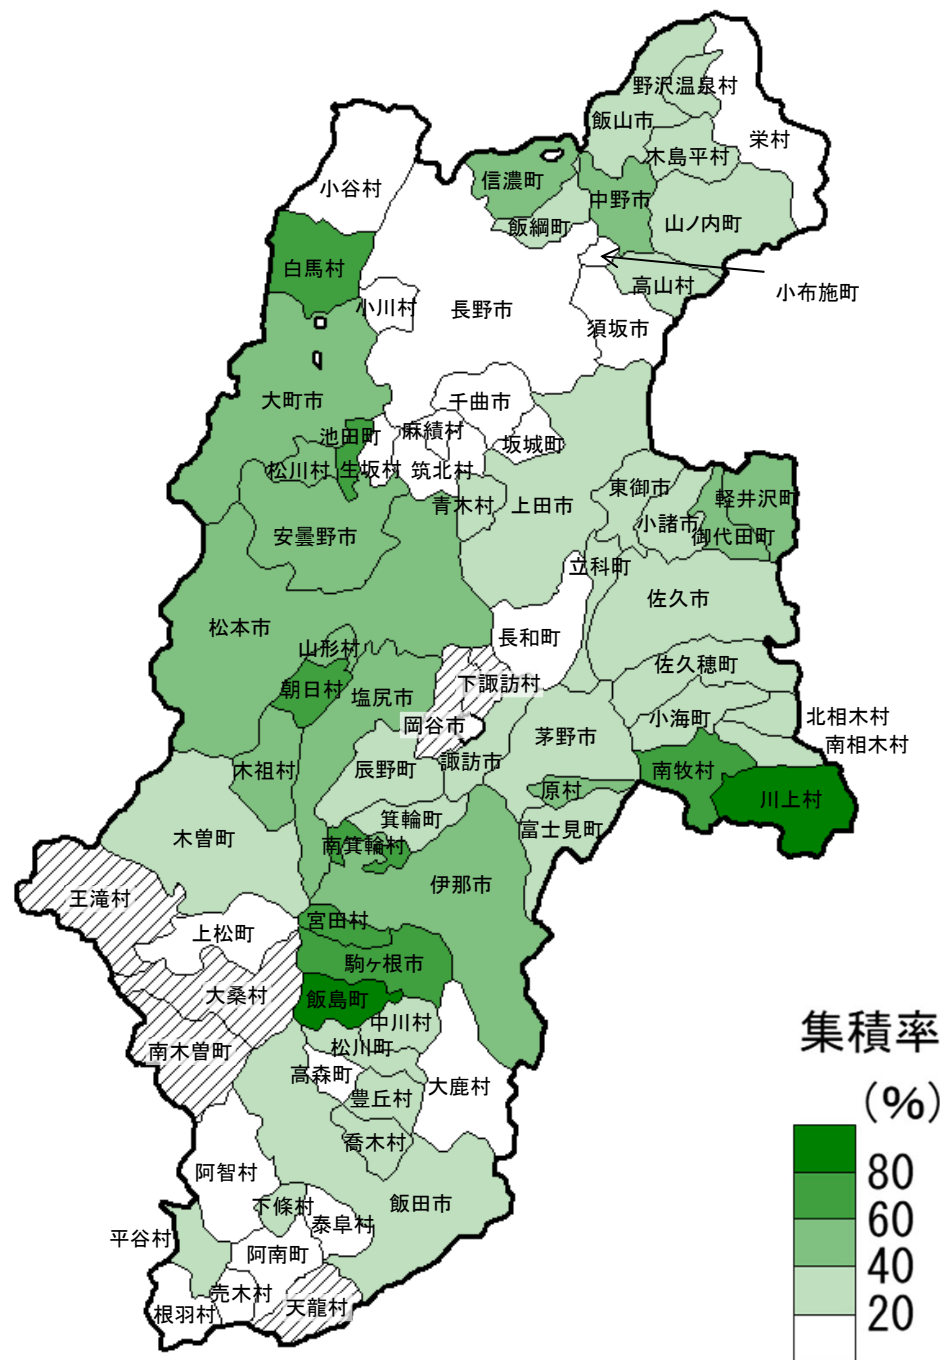 野沢温泉村
飯山市
栄村
木島平村
小谷村
信濃町
中野市
飯綱町
山ノ内町
白馬村
高山村
小布施町
小川村
長野市
須坂市
大町市
千曲市
池田町
麻績村
坂城町
松川村
生坂村
筑北村
青木村
上田市
東御市
軽井沢町
小諸市
御代田町
安曇野市
立科町
佐久市
松本市
長和町
山形村
佐久穂町
朝日村
塩尻市
下諏訪村
岡谷市
小海町
北相木村
茅野市
南相木村
木祖村
辰野町
諏訪市
南牧村
原村
川上村
木曽町
箕輪町
富士見町
南箕輪村
伊那市
王滝村
宮田村
上松町
駒ヶ根市
大桑村
飯島町
中川村
南木曽町
松川町
高森町
大鹿村
豊丘村
喬木村
阿智村
下條村
飯田市
泰阜村
平谷村
阿南町
売木村
根羽村
天龍村
集積率
(%)
80
60
40
20